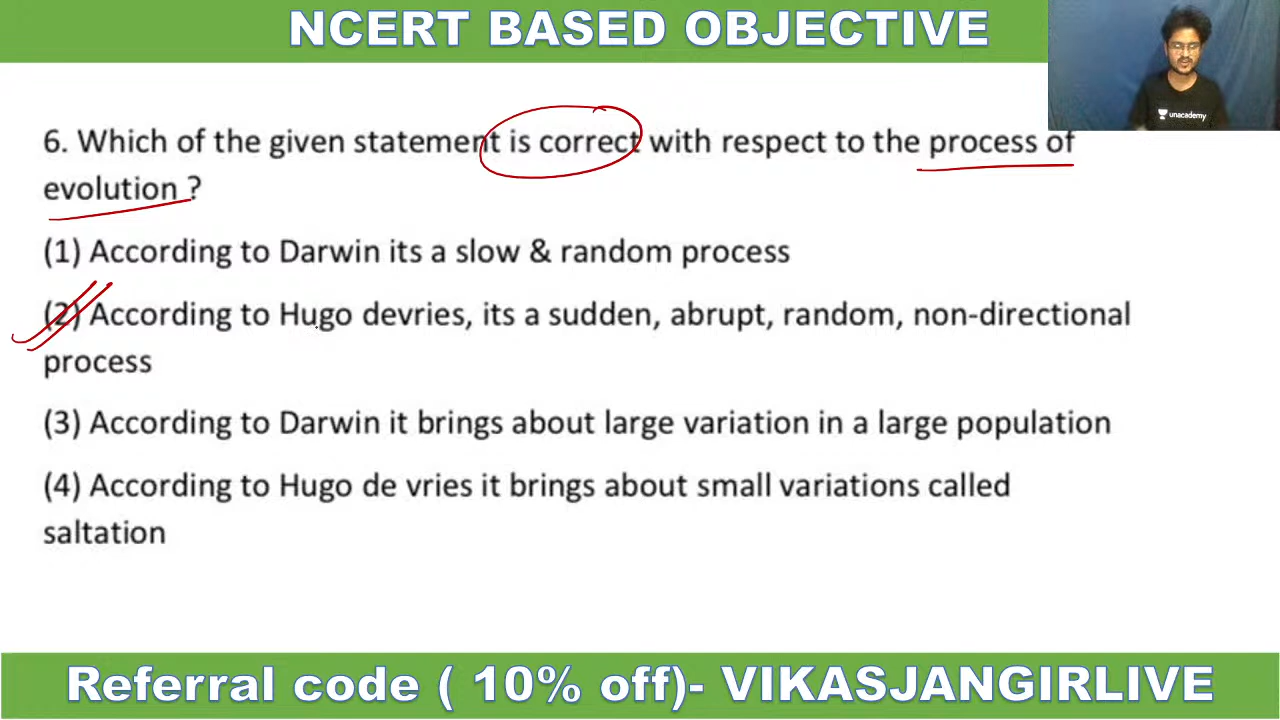 NCERT BASED OBJECTIVE
unacademy
6. Which of the given statement is correct with respect to the process of
evolution ?
(1) According to Darwin its a slow & random process
(2) According to Hugo devries, its a sudden, abrupt, random, non-directional
process
(3) According to Darwin it brings about large variation in a large population
(4) According to Hugo de vries it brings about small variations called
saltation
Referral code ( 10% off)- VIKASJANGIRLIVE